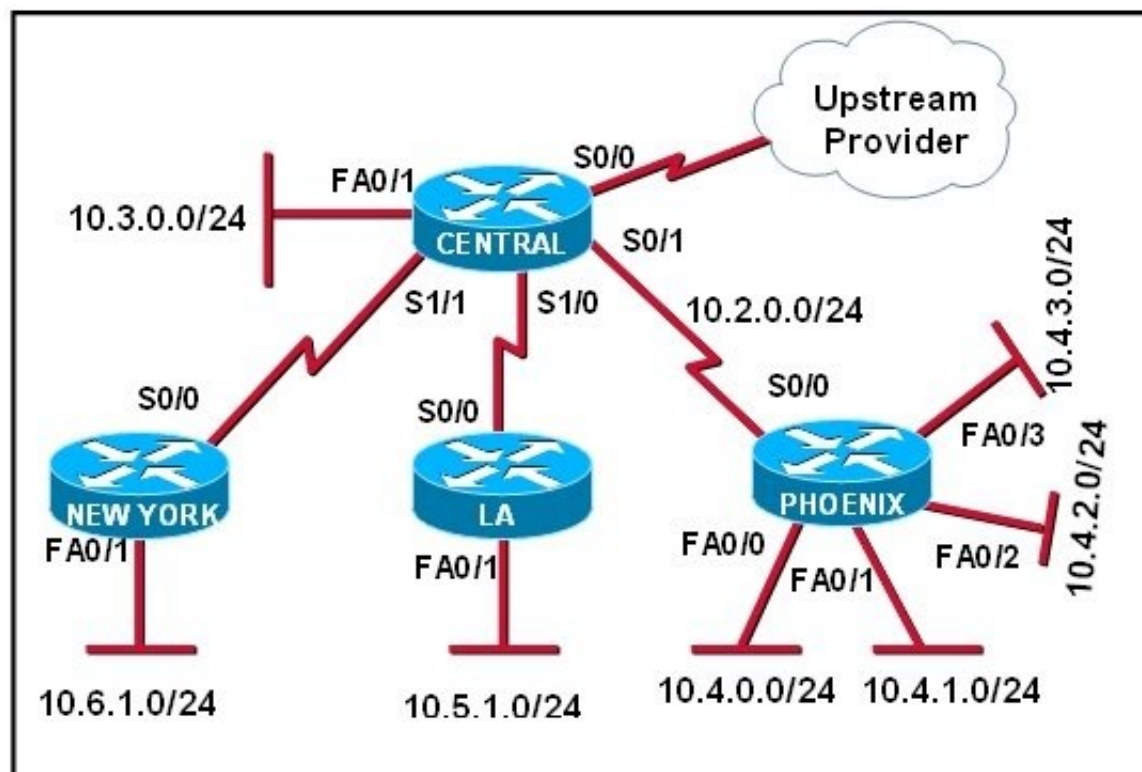 Upstream
Provider
S0/0
FA0/1
10.3.0.0/24
CENTRAL
S0/1
S1/1
S1/0
10.2.0.0/24
10.4.3.0/24
S0/0
S0/0
S0/0
FA0/3
NEW YORK
LA
PHOENIX
10.4.2.0/24
FA0/1
FA0/1
FA0/0
FA0/1
FA0/2
10.6.1.0/24
10.5.1.0/24
10.4.0.0/24
10.4.1.0/24